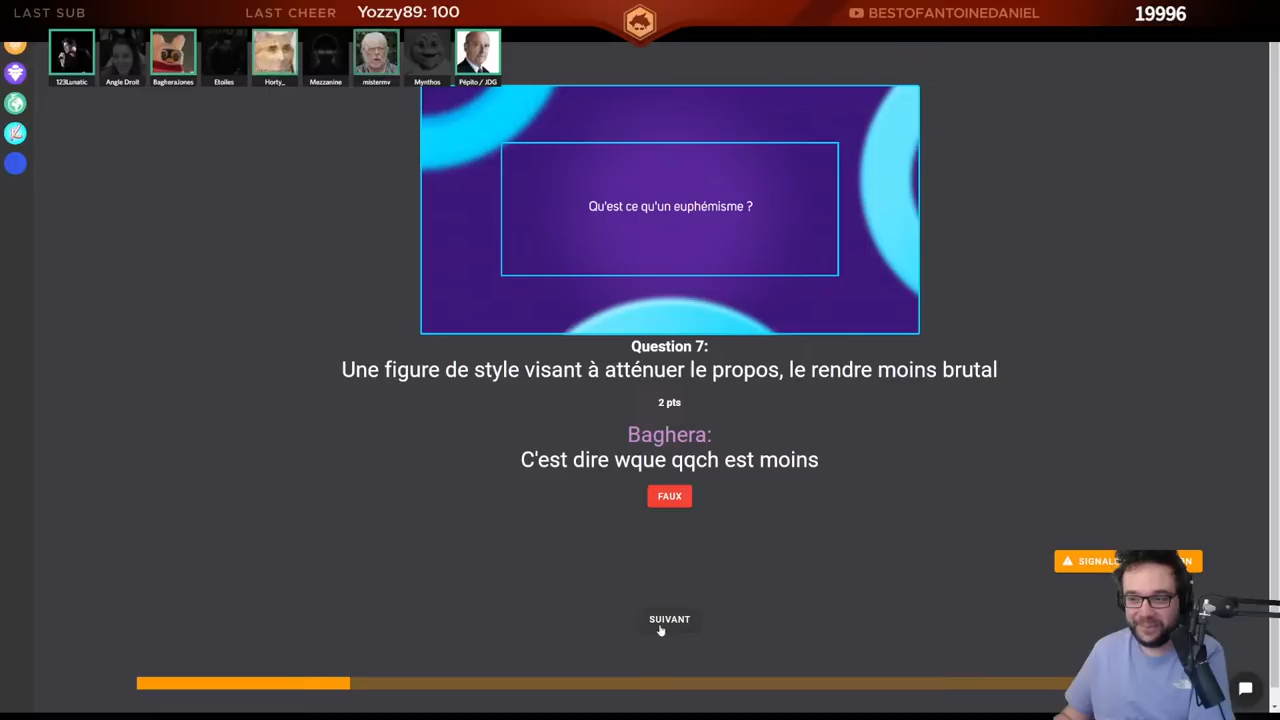 LAST SUB
LAST CHEER
Yozzy89: 100
BESTOFANTOINEDANIEL
19996
123Lunatic
Angle Droit
BagheraJones
Etoiles
Horty_
Mezzanine
mistermv
Mynthos
Pépito / JDG
Qu'est ce qu'un euphémisme ?
Question 7:
Une figure de style visant à atténuer le propos, le rendre moins brutal
2 pts
Baghera:
C'est dire wque qqch est moins
FAUX
SUIVANT